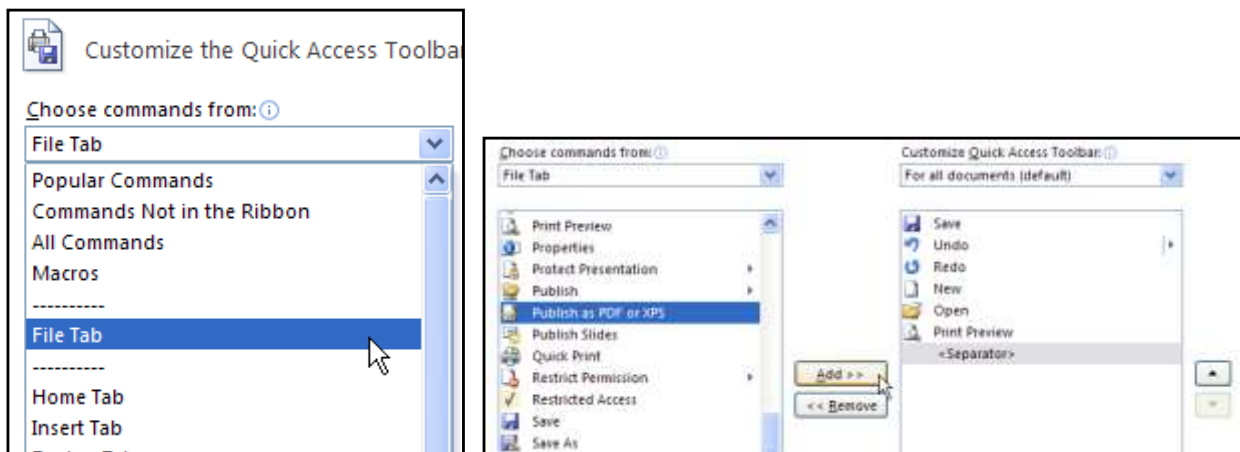 Customize the Quick Access Toolba
Choose commands from:
File Tab
Popular Commands
Commands Not in the Ribbon
All Commands
Macros
----------
File Tab
----------
Home Tab
Insert Tab
Choose commands from:
File Tab
Print Preview
Properties
Protect Presentation
Publish
Publish as PDF or XPS
Publish Slides
Quick Print
Restrict Permission
Restricted Access
Save
Save As
Add >>
<< Remove
Customize Quick Access Toolbar:
For all documents (default)
Save
Undo
Redo
New
Open
Print Preview
<Separator>